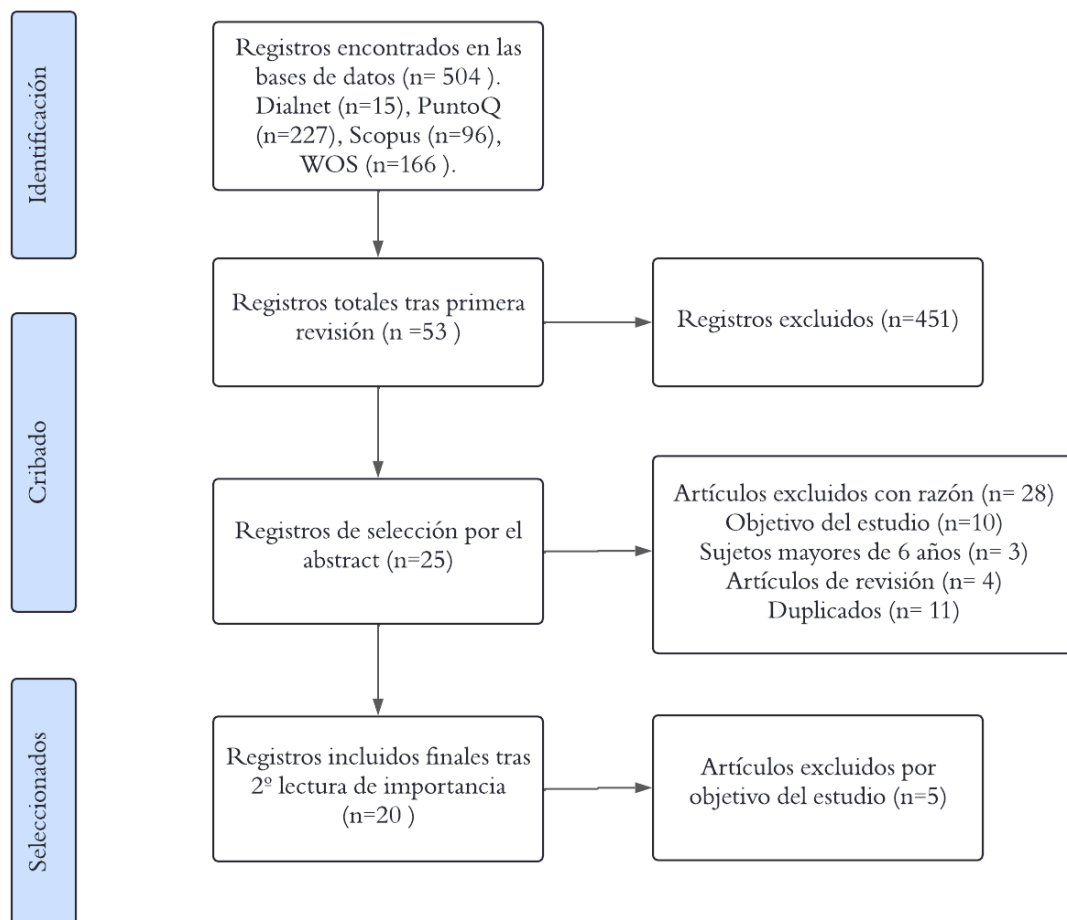 Identificación
Registros encontrados en las
bases de datos (n= 504 ).
Dialnet (n=15), PuntoQ
(n=227), Scopus (n=96),
WOS (n=166 ).
Cribado
Registros totales tras primera
revisión (n =53 )
Registros excluidos (n=451)
Registros de selección por el
abstract (n=25)
Artículos excluidos con razón (n= 28)
Objetivo del estudio (n=10)
Sujetos mayores de 6 años (n= 3)
Artículos de revisión (n= 4)
Duplicados (n= 11)
Seleccionados
Registros incluidos finales tras
2º lectura de importancia
(n=20 )
Artículos excluidos por
objetivo del estudio (n=5)